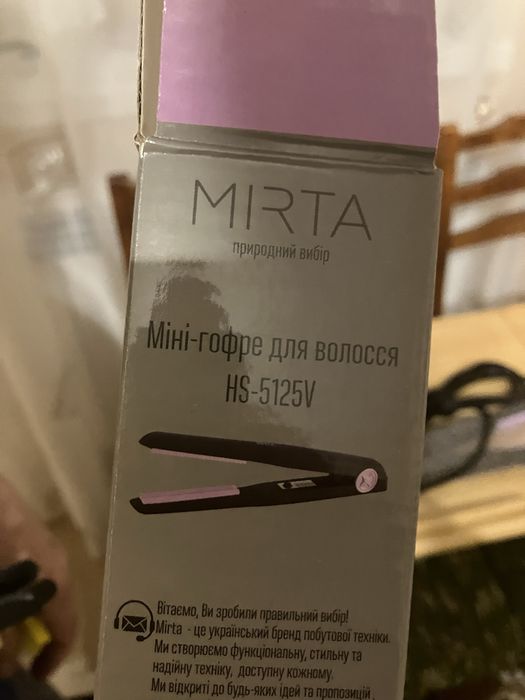 MIRTA
природний вибір
Міні-гофре для волосся
HS-5125V
Вітаємо, Ви зробили правильний вибір!
Mirta - це український бренд побутової техніки.
Ми створюємо функціональну, стильну та
надійну техніку, доступну кожному.
Ми відкриті до будь-яких ідей та пропозицій